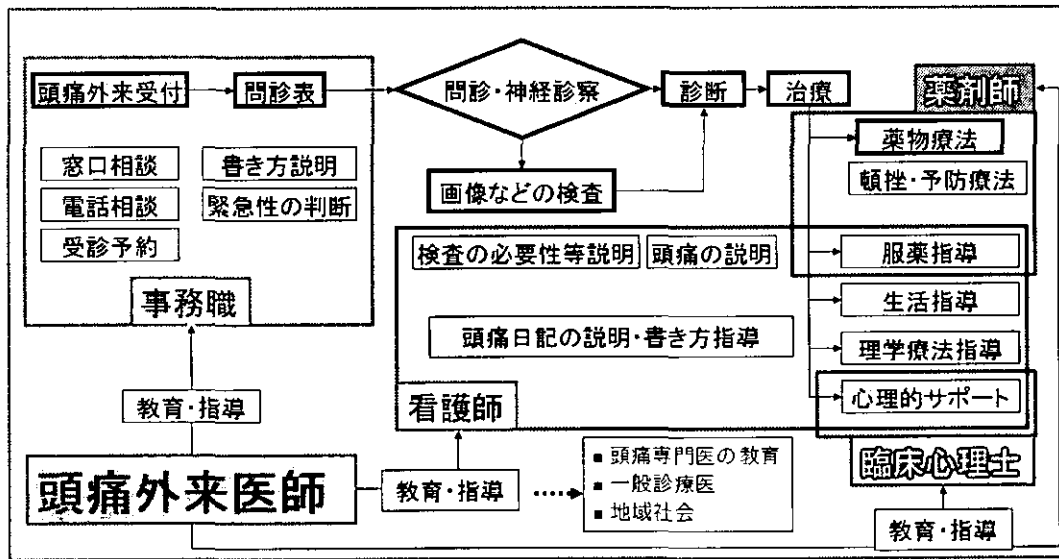 頭痛外来受付
問診表
問診・神経診察
診断
治療
薬剤師
薬物療法
頓挫・予防療法
窓口相談
書き方説明
電話相談
緊急性の判断
受診予約
画像などの検査
事務職
検査の必要性等説明
頭痛の説明
服薬指導
生活指導
頭痛日記の説明・書き方指導
理学療法指導
心理的サポート
看護師
臨床心理士
教育・指導
頭痛外来医師
教育・指導
■ 頭痛専門医の教育
■ 一般診療医
■ 地域社会
教育・指導